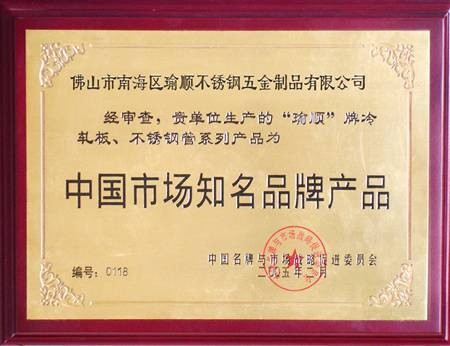 佛山市南海区瑜顺不锈钢五金制品有限公司
经审查，贵单位生产的“瑜顺”牌冷
轧板、不锈钢管系列产品为
中国市场知名品牌产品
中国名牌与市场战略促进委员会
编号：0118
二〇〇五年二月